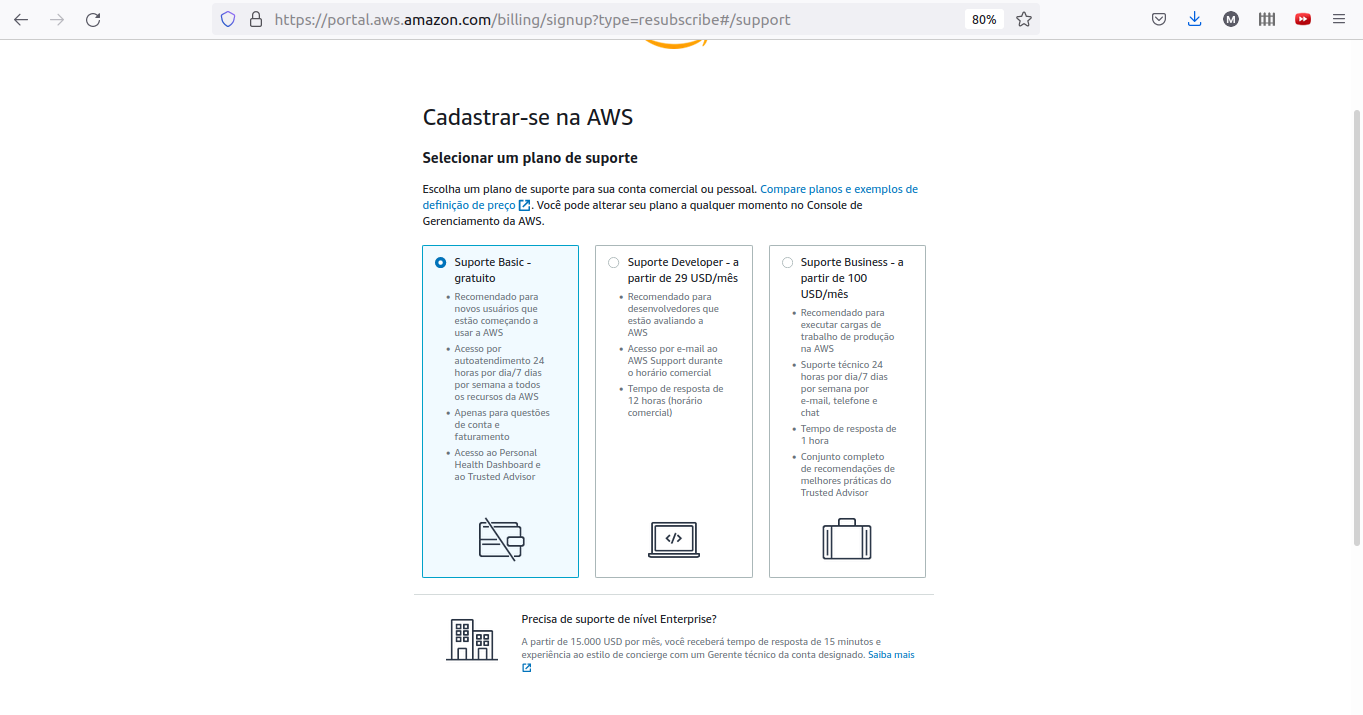 https://portal.aws.amazon.com/billing/signup?type=resubscribe#/support
80%
M
Cadastrar-se na AWS
Selecionar um plano de suporte
Escolha um plano de suporte para sua conta comercial ou pessoal. Compare planos e exemplos de
definição de preço. Você pode alterar seu plano a qualquer momento no Console de
Gerenciamento da AWS.
Suporte Basic -
gratuito
• Recomendado para
novos usuários que
estão começando a
usar a AWS
• Acesso por
autoatendimento 24
horas por dia/7 dias
por semana a todos
os recursos da AWS
• Apenas para questões
de conta e
faturamento
• Acesso ao Personal
Health Dashboard e
ao Trusted Advisor
Suporte Developer - a
partir de 29 USD/mês
• Recomendado para
desenvolvedores que
estão avaliando a
AWS
• Acesso por e-mail ao
AWS Support durante
o horário comercial
• Tempo de resposta de
12 horas (horário
comercial)
</>
Suporte Business - a
partir de 100
USD/mês
• Recomendado para
executar cargas de
trabalho de produção
na AWS
• Suporte técnico 24
horas por dia/7 dias
por semana por
e-mail, telefone e
chat
• Tempo de resposta de
1 hora
• Conjunto completo
de recomendações de
melhores práticas do
Trusted Advisor
Precisa de suporte de nível Enterprise?
A partir de 15.000 USD por mês, você receberá tempo de resposta de 15 minutos e
experiência ao estilo de concierge com um Gerente técnico da conta designado. Saiba mais